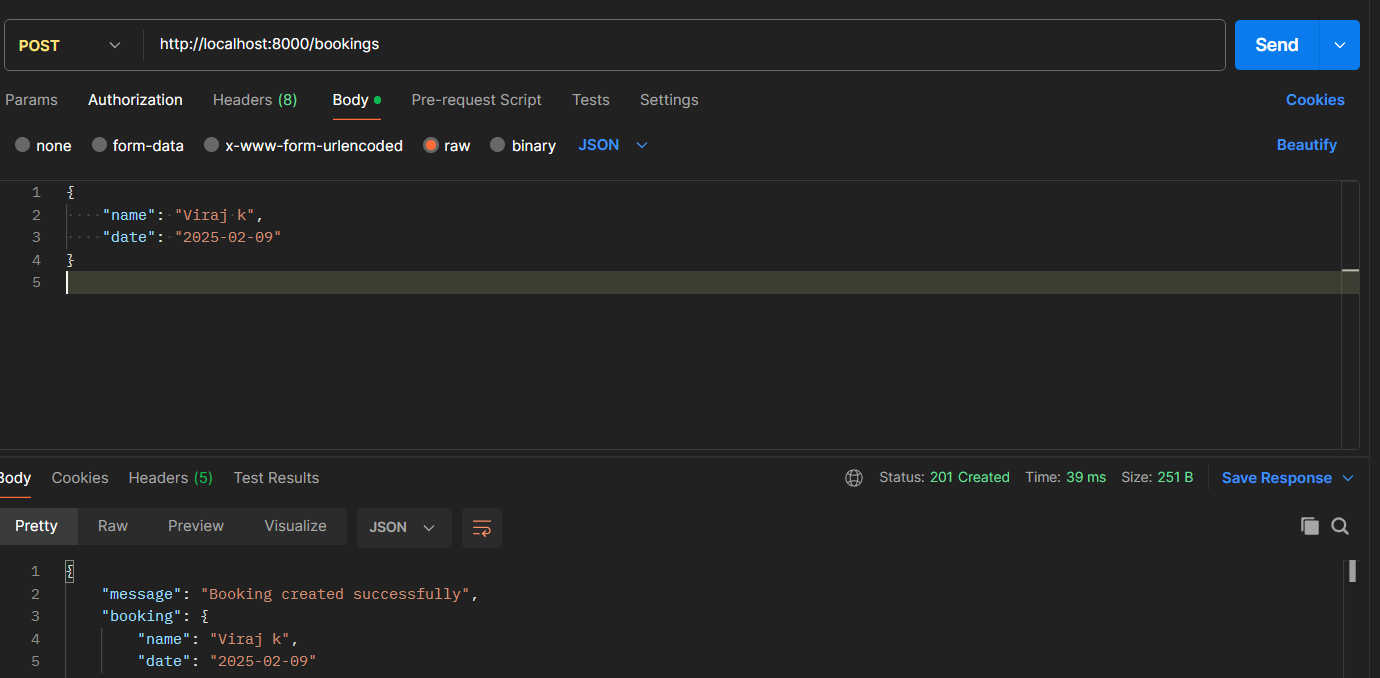 POST http://localhost:8000/bookings Send
Params Authorization Headers (8) Body Pre-request Script Tests Settings Cookies
none form-data x-www-form-urlencoded raw binary JSON Beautify
1 {
2 "name": "Viraj k",
3 "date": "2025-02-09"
4 }
5
Body Cookies Headers (5) Test Results Status: 201 Created Time: 39 ms Size: 251 B Save Response
Pretty Raw Preview Visualize JSON
1 {
2 "message": "Booking created successfully",
3 "booking": {
4 "name": "Viraj k",
5 "date": "2025-02-09"